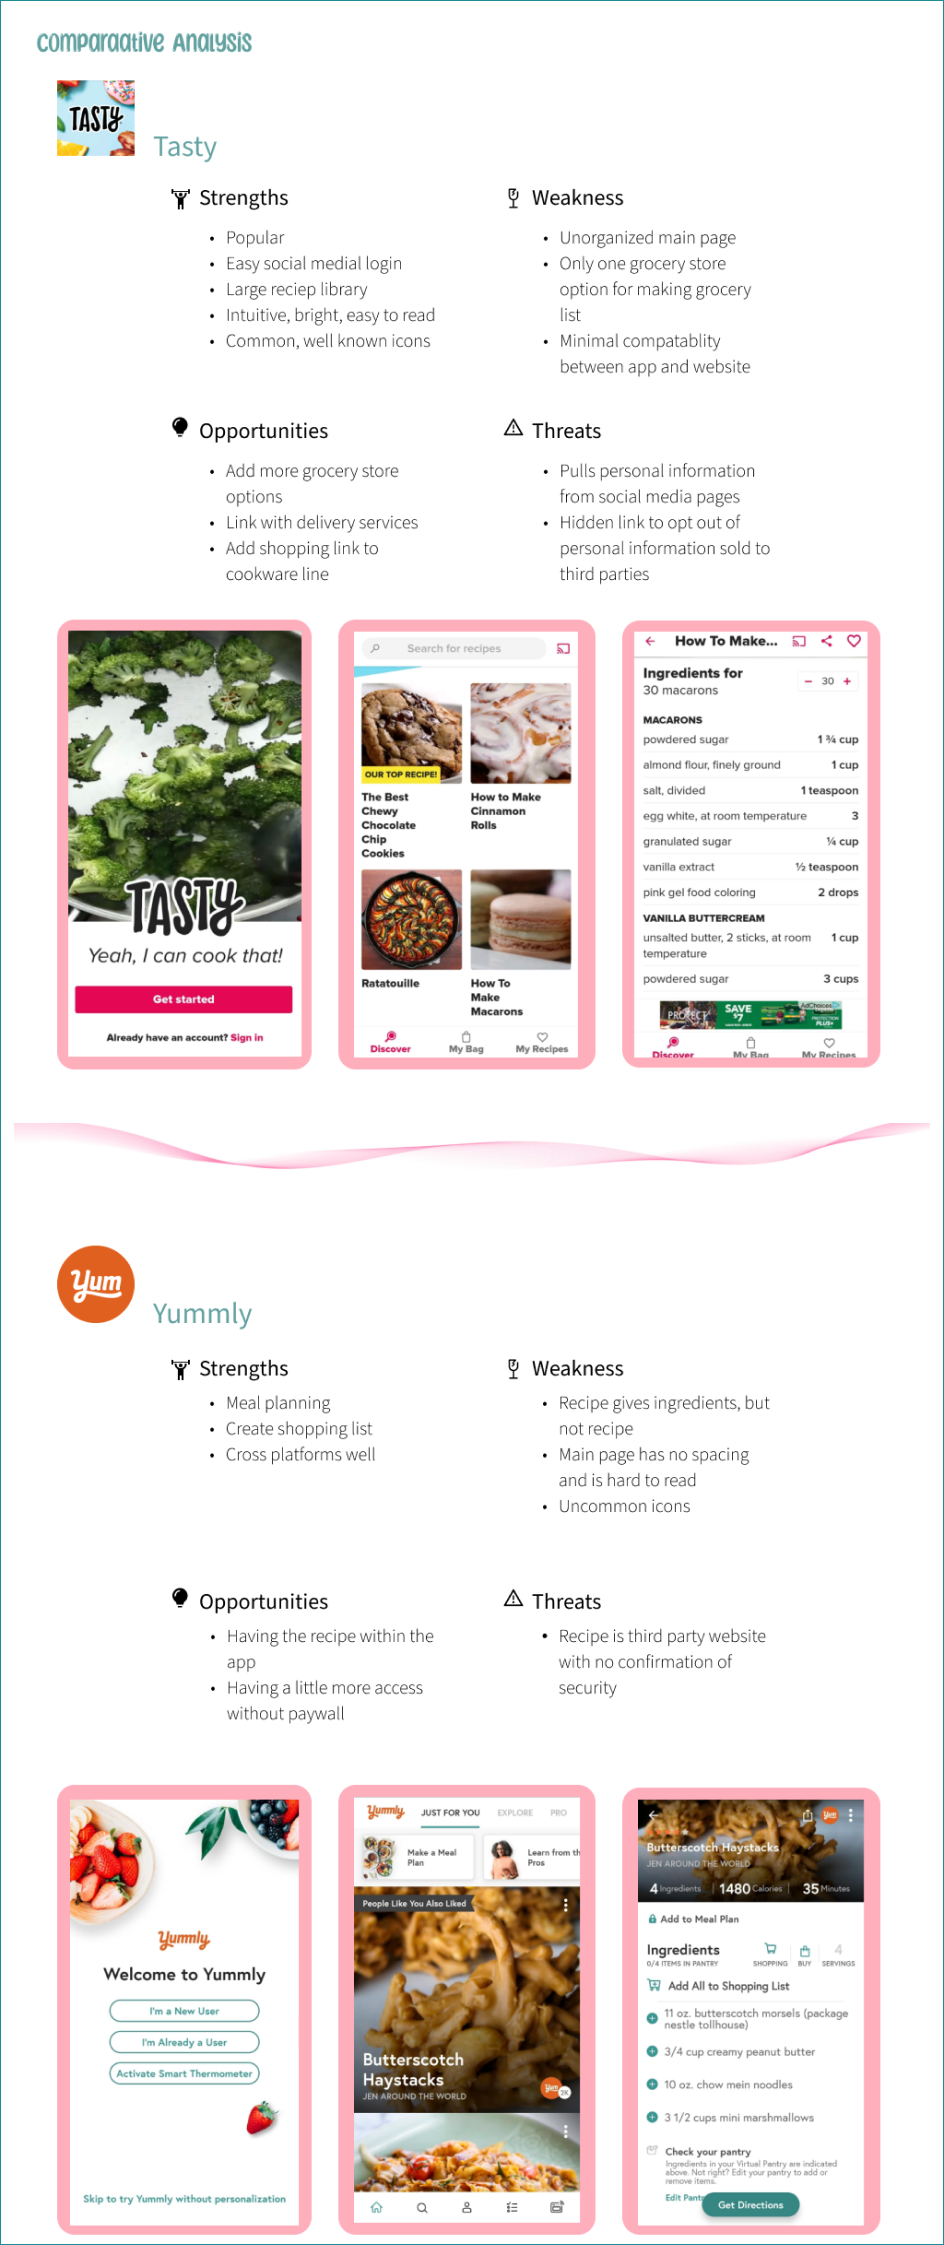 Comparaative Analysis
TASTY
Tasty
Strengths
• Popular
• Easy social medial login
• Large reciep library
• Intuitive, bright, easy to read
• Common, well known icons
Weakness
• Unorganized main page
• Only one grocery store
option for making grocery
list
• Minimal compatablity
between app and website
Opportunities
• Add more grocery store
options
• Link with delivery services
• Add shopping link to
cookware line
Threats
• Pulls personal information
from social media pages
• Hidden link to opt out of
personal information sold to
third parties
TASTY
Yeah, I can cook that!
Get started
Already have an account? Sign in
Search for recipes
OUR TOP RECIPE!
The Best
Chewy
Chocolate
Chip
Cookies
How to Make
Cinnamon
Rolls
Ratatouille
How To
Make
Macarons
Discover My Bag My Recipes
How To Make...
Ingredients for
30 macarons
− 30 +
MACARONS
powdered sugar 1 ¾ cup
almond flour, finely ground 1 cup
salt, divided 1 teaspoon
egg white, at room temperature 3
granulated sugar ¼ cup
vanilla extract ½ teaspoon
pink gel food coloring 2 drops
VANILLA BUTTERCREAM
unsalted butter, 2 sticks, at room 1 cup
temperature
powdered sugar 3 cups
PROTECT SAVE $7 AdChoices
PROTECTION
PLUS+
Discover My Bag My Recipes
Yum
Yummly
Strengths
• Meal planning
• Create shopping list
• Cross platforms well
Weakness
• Recipe gives ingredients, but
not recipe
• Main page has no spacing
and is hard to read
• Uncommon icons
Opportunities
• Having the recipe within the
app
• Having a little more access
without paywall
Threats
• Recipe is third party website
with no confirmation of
security
Yummly
Welcome to Yummly
I'm a New User
I'm Already a User
Activate Smart Thermometer
Skip to try Yummly without personalization
Yummly JUST FOR YOU EXPLORE PRO
Make a Meal
Plan
Learn from th
Pros
People Like You Also Liked
Butterscotch
Haystacks
JEN AROUND THE WORLD
Yum 2K
Yum
Butterscotch Haystacks
JEN AROUND THE WORLD
4 Ingredients | 1480 Calories | 35 Minutes
Add to Meal Plan
Ingredients
0/4 ITEMS IN PANTRY
SHOPPING
BUY
4
SERVINGS
Add All to Shopping List
11 oz. butterscotch morsels (package
nestle tollhouse)
3/4 cup creamy peanut butter
10 oz. chow mein noodles
3 1/2 cups mini marshmallows
Check your pantry
Ingredients in your Virtual Pantry are indicated
above. Not right? Edit your pantry to add or
remove items.
Edit Pant
Get Directions